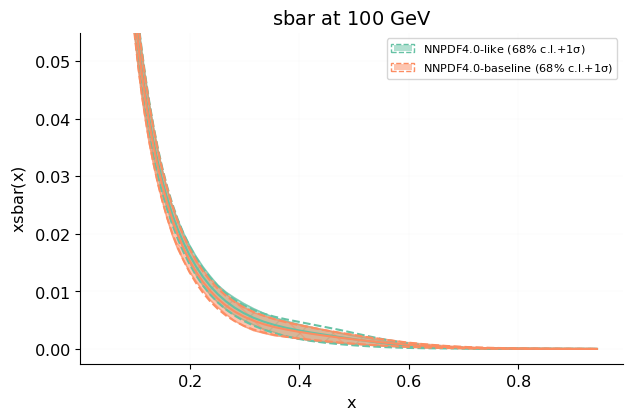 sbar at 100 GeV
NNPDF4.0-like (68% c.l.+1σ)
NNPDF4.0-baseline (68% c.l.+1σ)
xsbar(x)
0.05
0.04
0.03
0.02
0.01
0.00
0.2 0.4 0.6 0.8
x